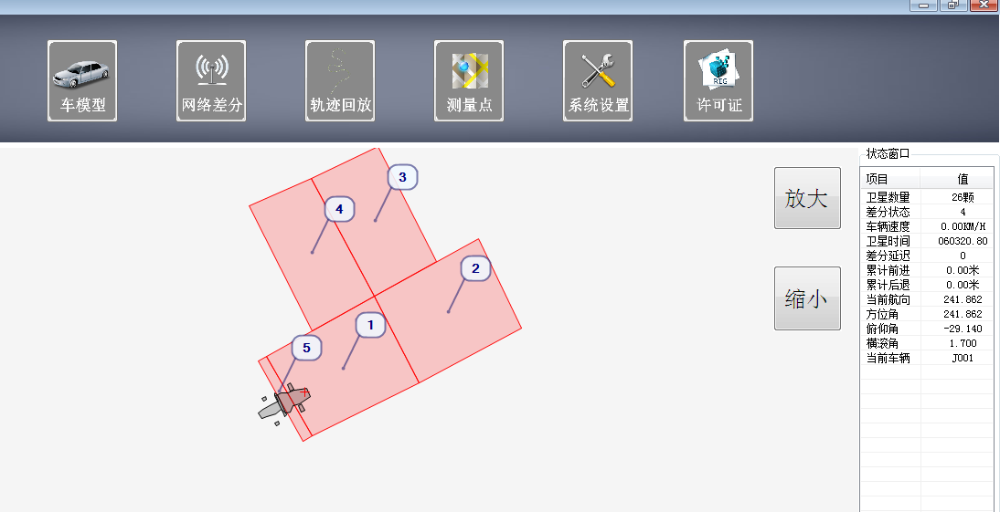 车模型
网络差分
轨迹回放
测量点
系统设置
RTG
许可证
状态窗口
项目 值
卫星数量 26颗
差分状态 4
车辆速度 0.00KM/H
卫星时间 060320.80
差分延迟 0
累计前进 0.00米
累计后退 0.00米
当前航向 241.862
方位角 241.862
俯仰角 -29.140
横滚角 1.700
当前车辆 J001
放大
缩小
3
4
2
1
5